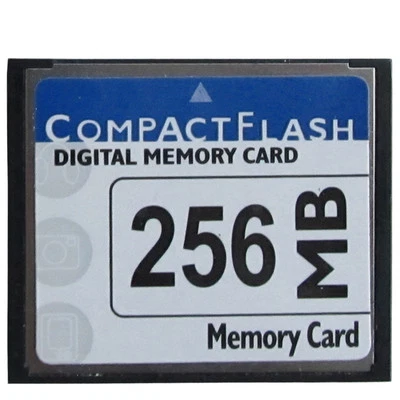 COMPACTFLASH
DIGITAL MEMORY CARD
256 MB
Memory Card